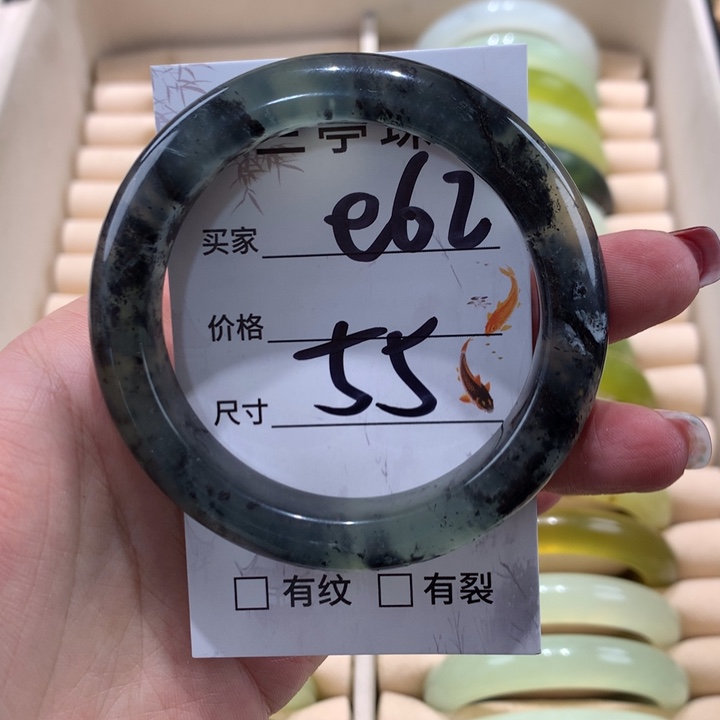 买家 e62
价格
尺寸 55
□ 有纹 □ 有裂